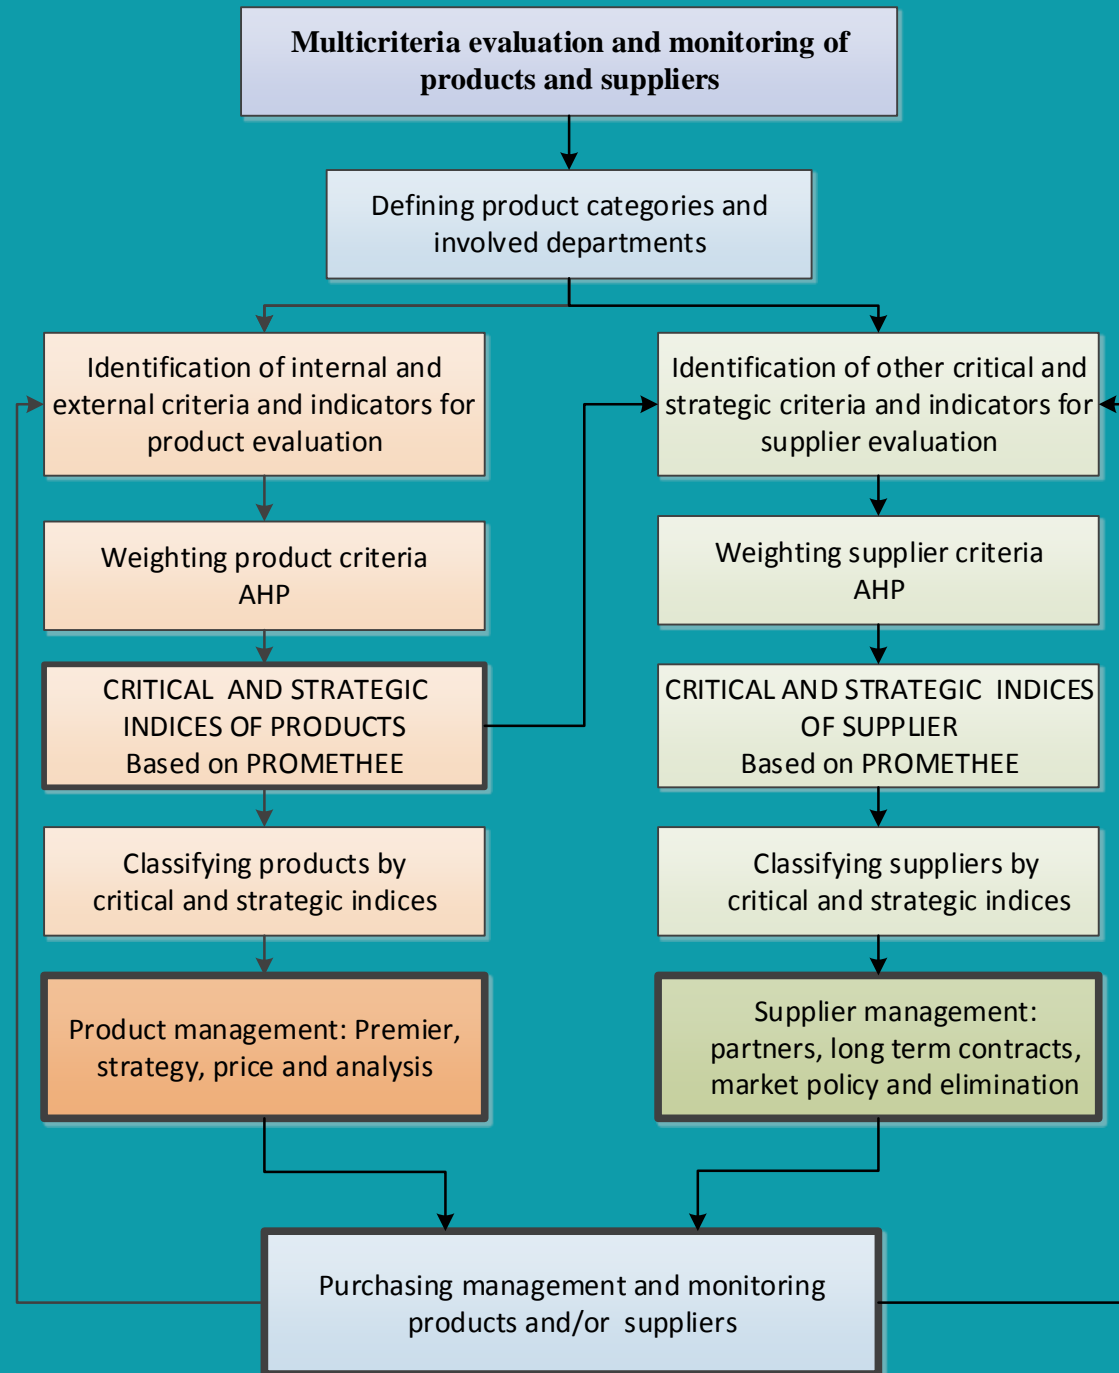 Multicriteria evaluation and monitoring of
products and suppliers
Defining product categories and
involved departments
Identification of internal and
external criteria and indicators for
product evaluation
Identification of other critical and
strategic criteria and indicators for
supplier evaluation
Weighting product criteria
AHP
Weighting supplier criteria
AHP
CRITICAL AND STRATEGIC
INDICES OF PRODUCTS
Based on PROMETHEE
CRITICAL AND STRATEGIC INDICES
OF SUPPLIER
Based on PROMETHEE
Classifying products by
critical and strategic indices
Classifying suppliers by
critical and strategic indices
Product management: Premier,
strategy, price and analysis
Supplier management:
partners, long term contracts,
market policy and elimination
Purchasing management and monitoring
products and/or suppliers